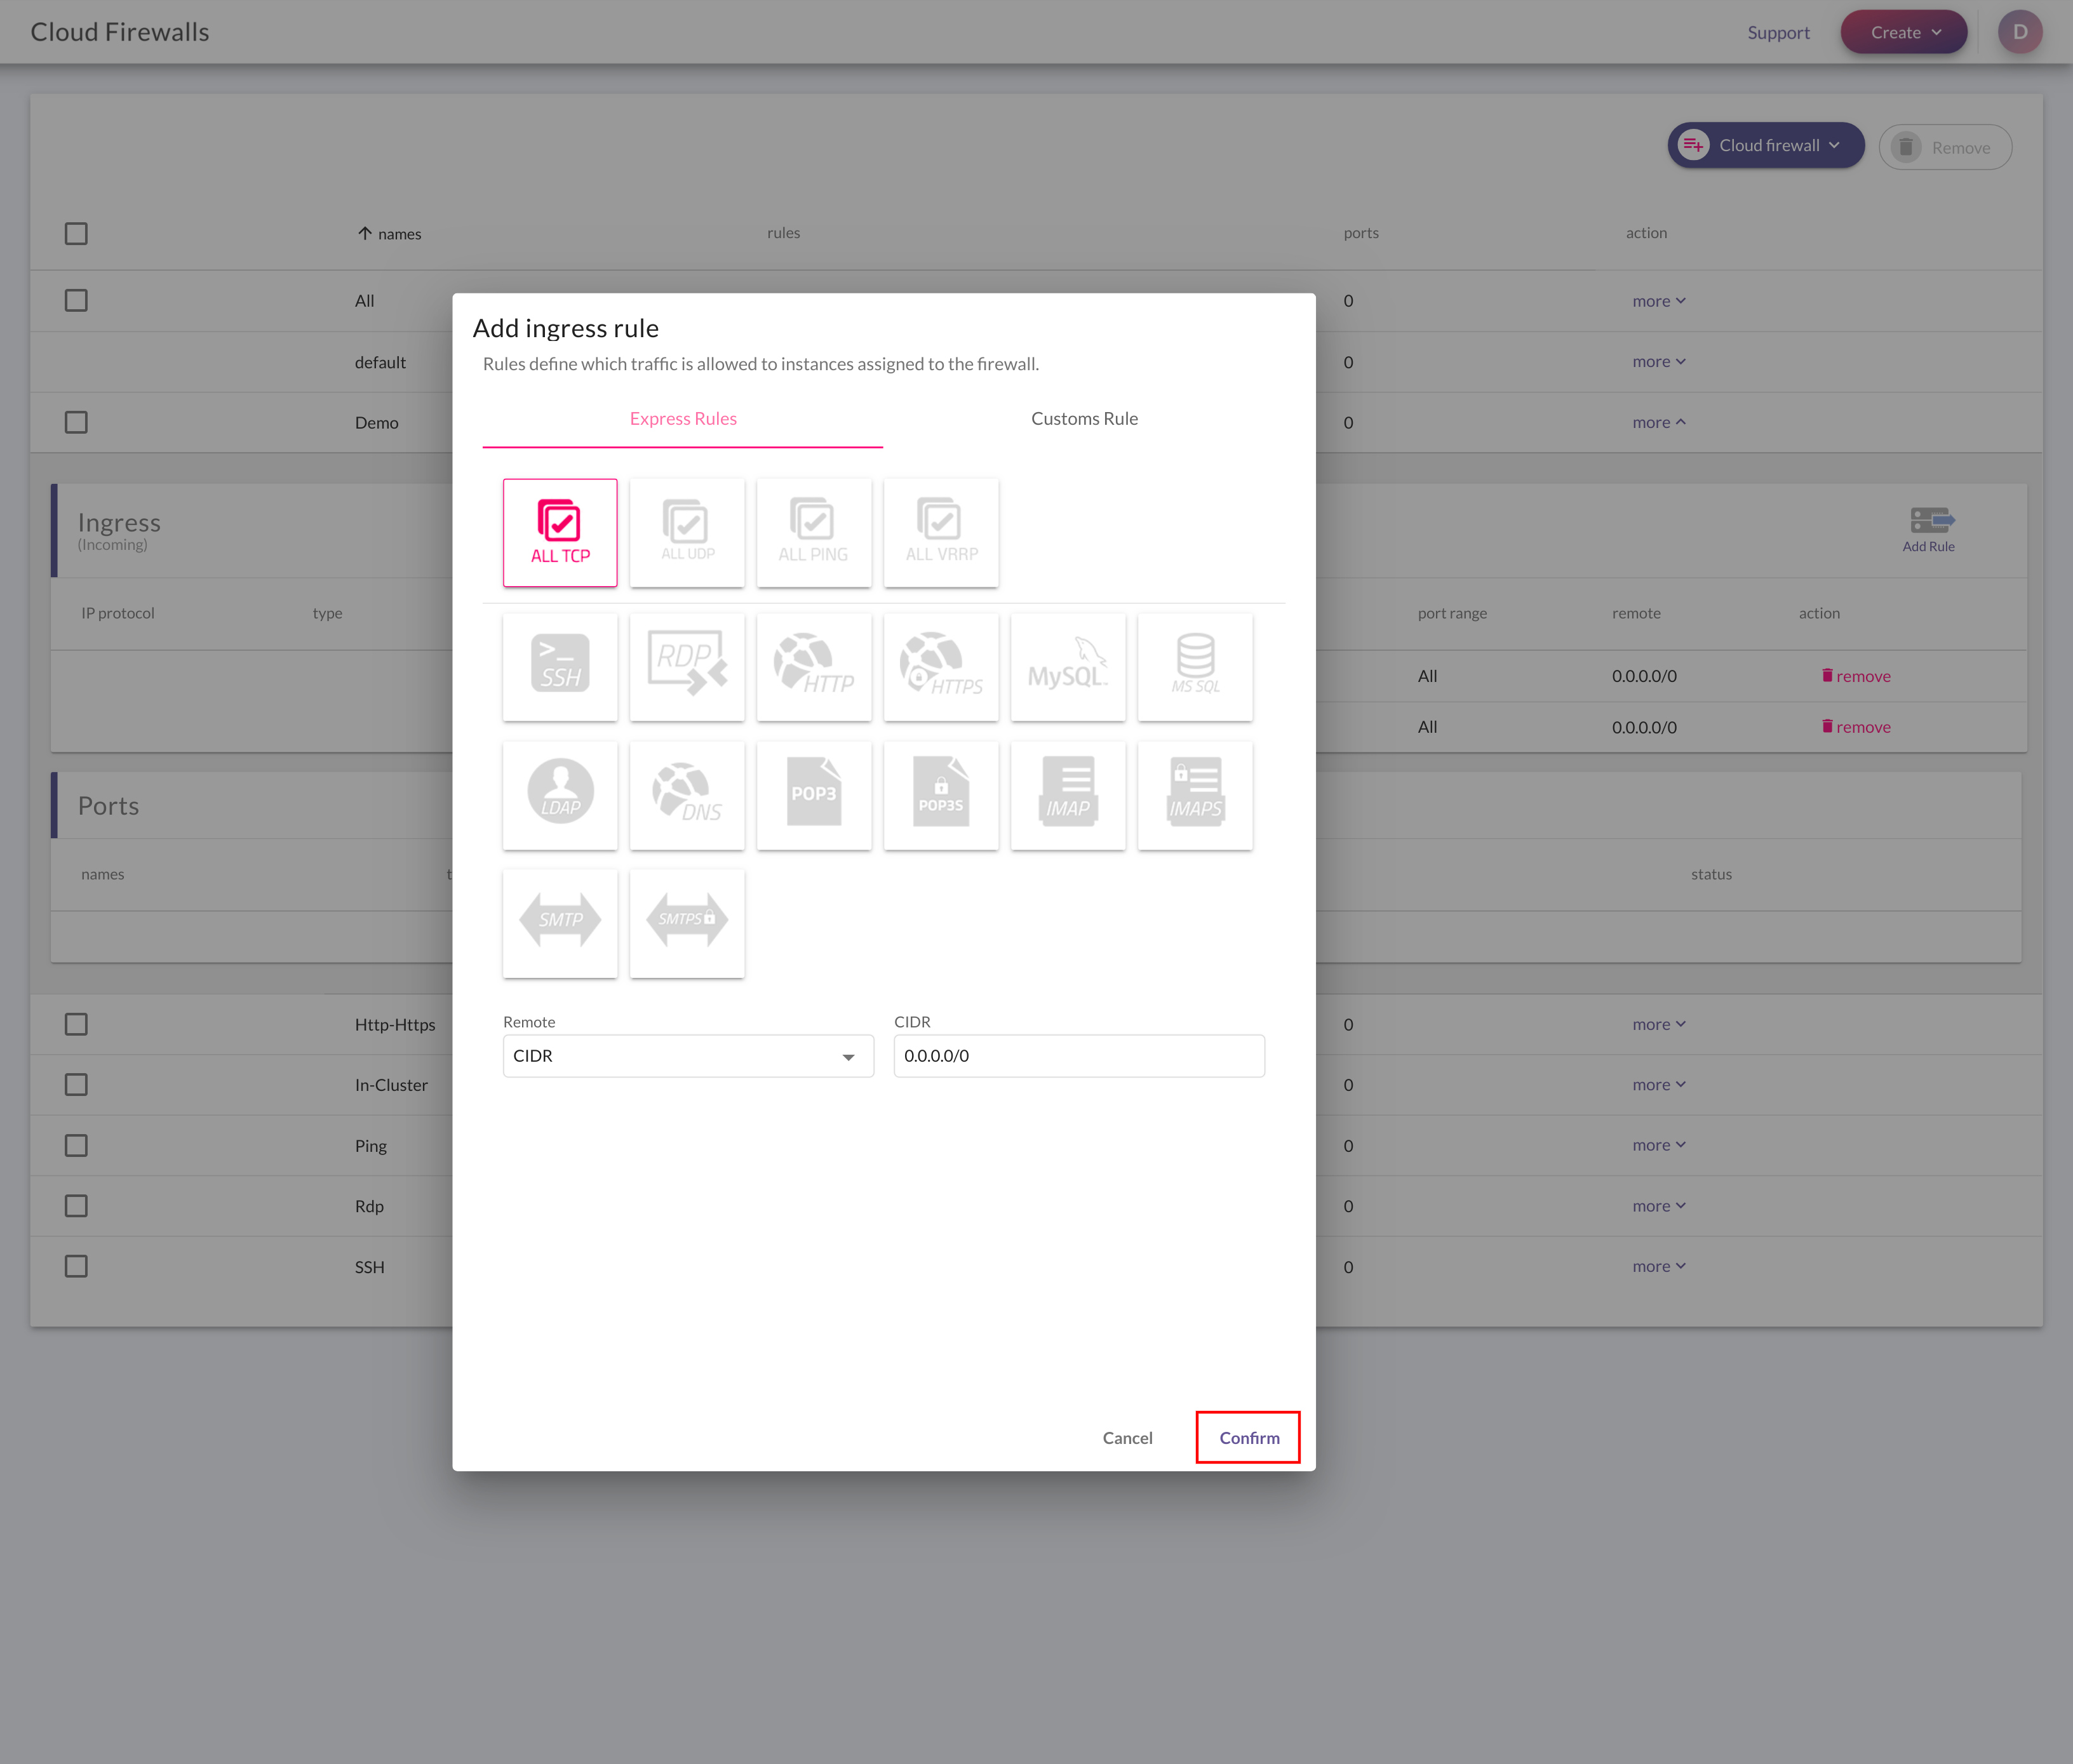 Cloud Firewalls
Support
Create
D
Cloud firewall
Remove
names rules ports action
All 0 more
default 0 more
Demo 0 more
Add ingress rule
Rules define which traffic is allowed to instances assigned to the firewall.
Express Rules
Customs Rule
ALL TCP
ALL UDP
ALL PING
ALL VRRP
>_ SSH
RDP
HTTP
HTTPS
MySQL
MS SQL
LDAP
DNS
POP3
POP3S
IMAP
IMAPS
SMTP
SMTPS
Remote
CIDR
CIDR
0.0.0.0/0
Cancel
Confirm
Ingress
(Incoming)
Add Rule
IP protocol type port range remote action
All 0.0.0.0/0 remove
All 0.0.0.0/0 remove
Ports
names status
Http-Https 0 more
In-Cluster 0 more
Ping 0 more
Rdp 0 more
SSH 0 more